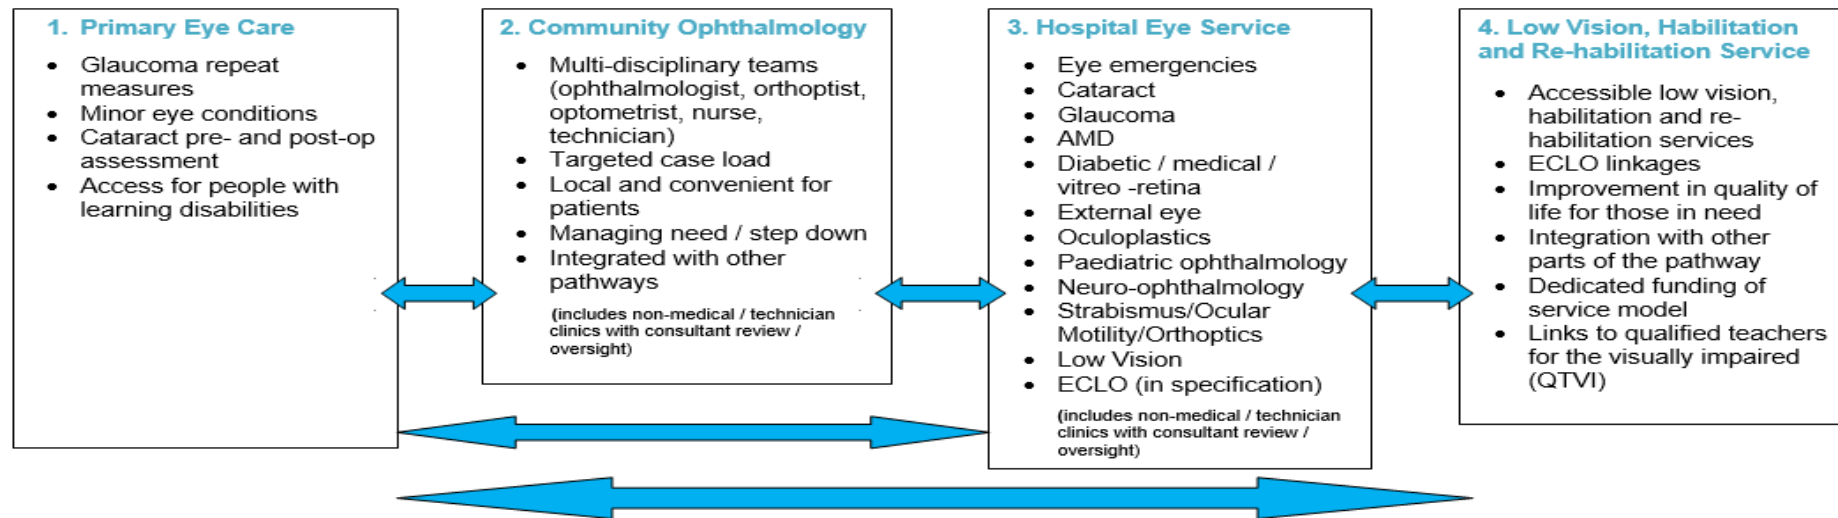 1. Primary Eye Care
• Glaucoma repeat
measures
• Minor eye conditions
• Cataract pre- and post-op
assessment
• Access for people with
learning disabilities
2. Community Ophthalmology
• Multi-disciplinary teams
(ophthalmologist, orthoptist,
optometrist, nurse,
technician)
• Targeted case load
• Local and convenient for
patients
• Managing need / step down
• Integrated with other
pathways
(includes non-medical / technician
clinics with consultant review /
oversight)
3. Hospital Eye Service
• Eye emergencies
• Cataract
• Glaucoma
• AMD
• Diabetic / medical /
vitreo -retina
• External eye
• Oculoplastics
• Paediatric ophthalmology
• Neuro-ophthalmology
• Strabismus/Ocular
Motility/Orthoptics
• Low Vision
• ECLO (in specification)
(includes non-medical / technician
clinics with consultant review /
oversight)
4. Low Vision, Habilitation
and Re-habilitation Service
• Accessible low vision,
habilitation and re-
habilitation services
• ECLO linkages
• Improvement in quality of
life for those in need
• Integration with other
parts of the pathway
• Dedicated funding of
service model
• Links to qualified teachers
for the visually impaired
(QTVI)